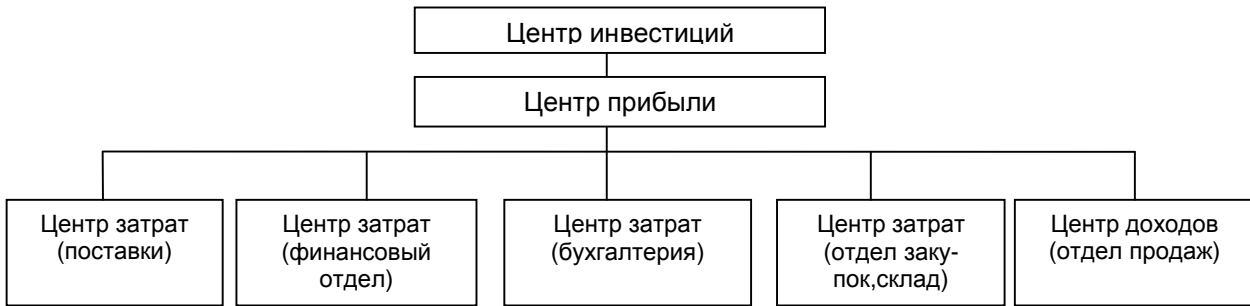 Центр инвестиций
Центр прибыли
Центр затрат
(поставки)
Центр затрат
(финансовый
отдел)
Центр затрат
(бухгалтерия)
Центр затрат
(отдел заку-
пок,склад)
Центр доходов
(отдел продаж)